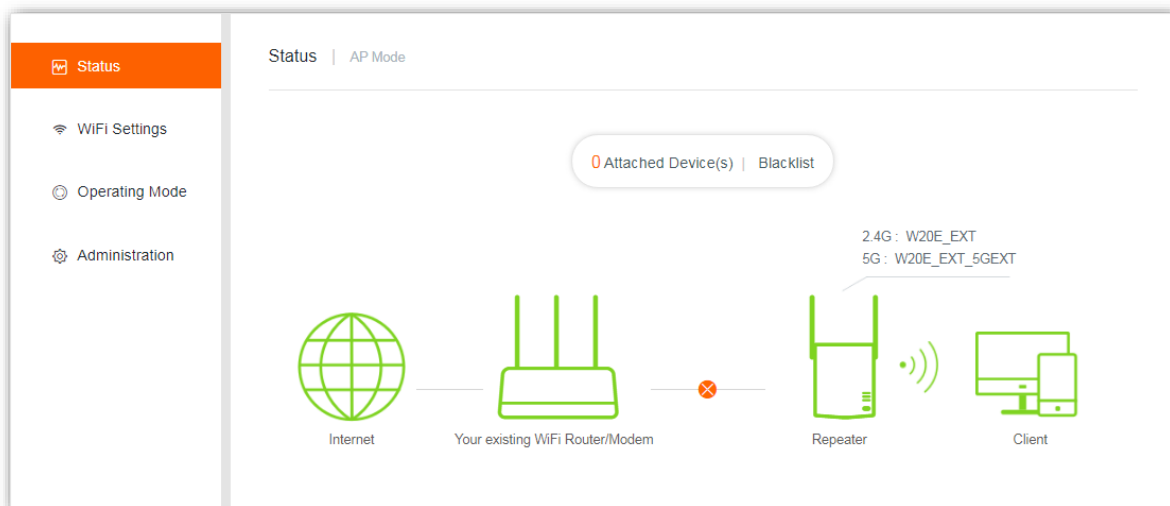 Status
WiFi Settings
Operating Mode
Administration
Status | AP Mode
0 Attached Device(s) | Blacklist
2.4G : W20E_EXT
5G : W20E_EXT_5GEXT
Internet
Your existing WiFi Router/Modem
Repeater
Client